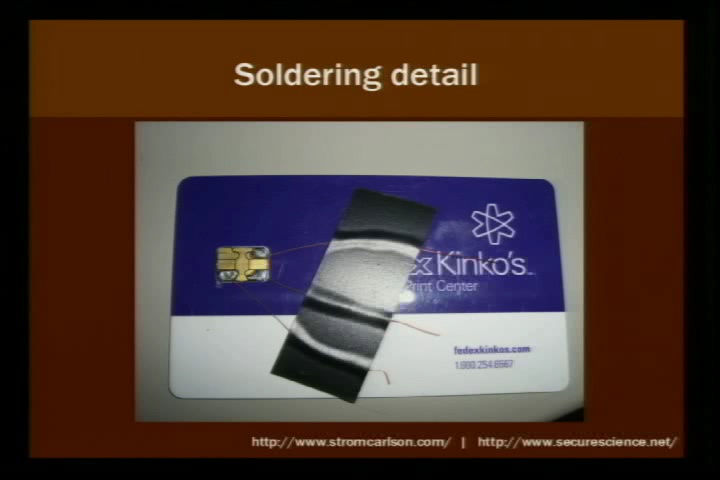 Soldering detail
ex Kinko's
Print Center
fedexkinkos.com
1.800.254.6567
http://www.stromcarlson.com/ | http://www.securescience.net/